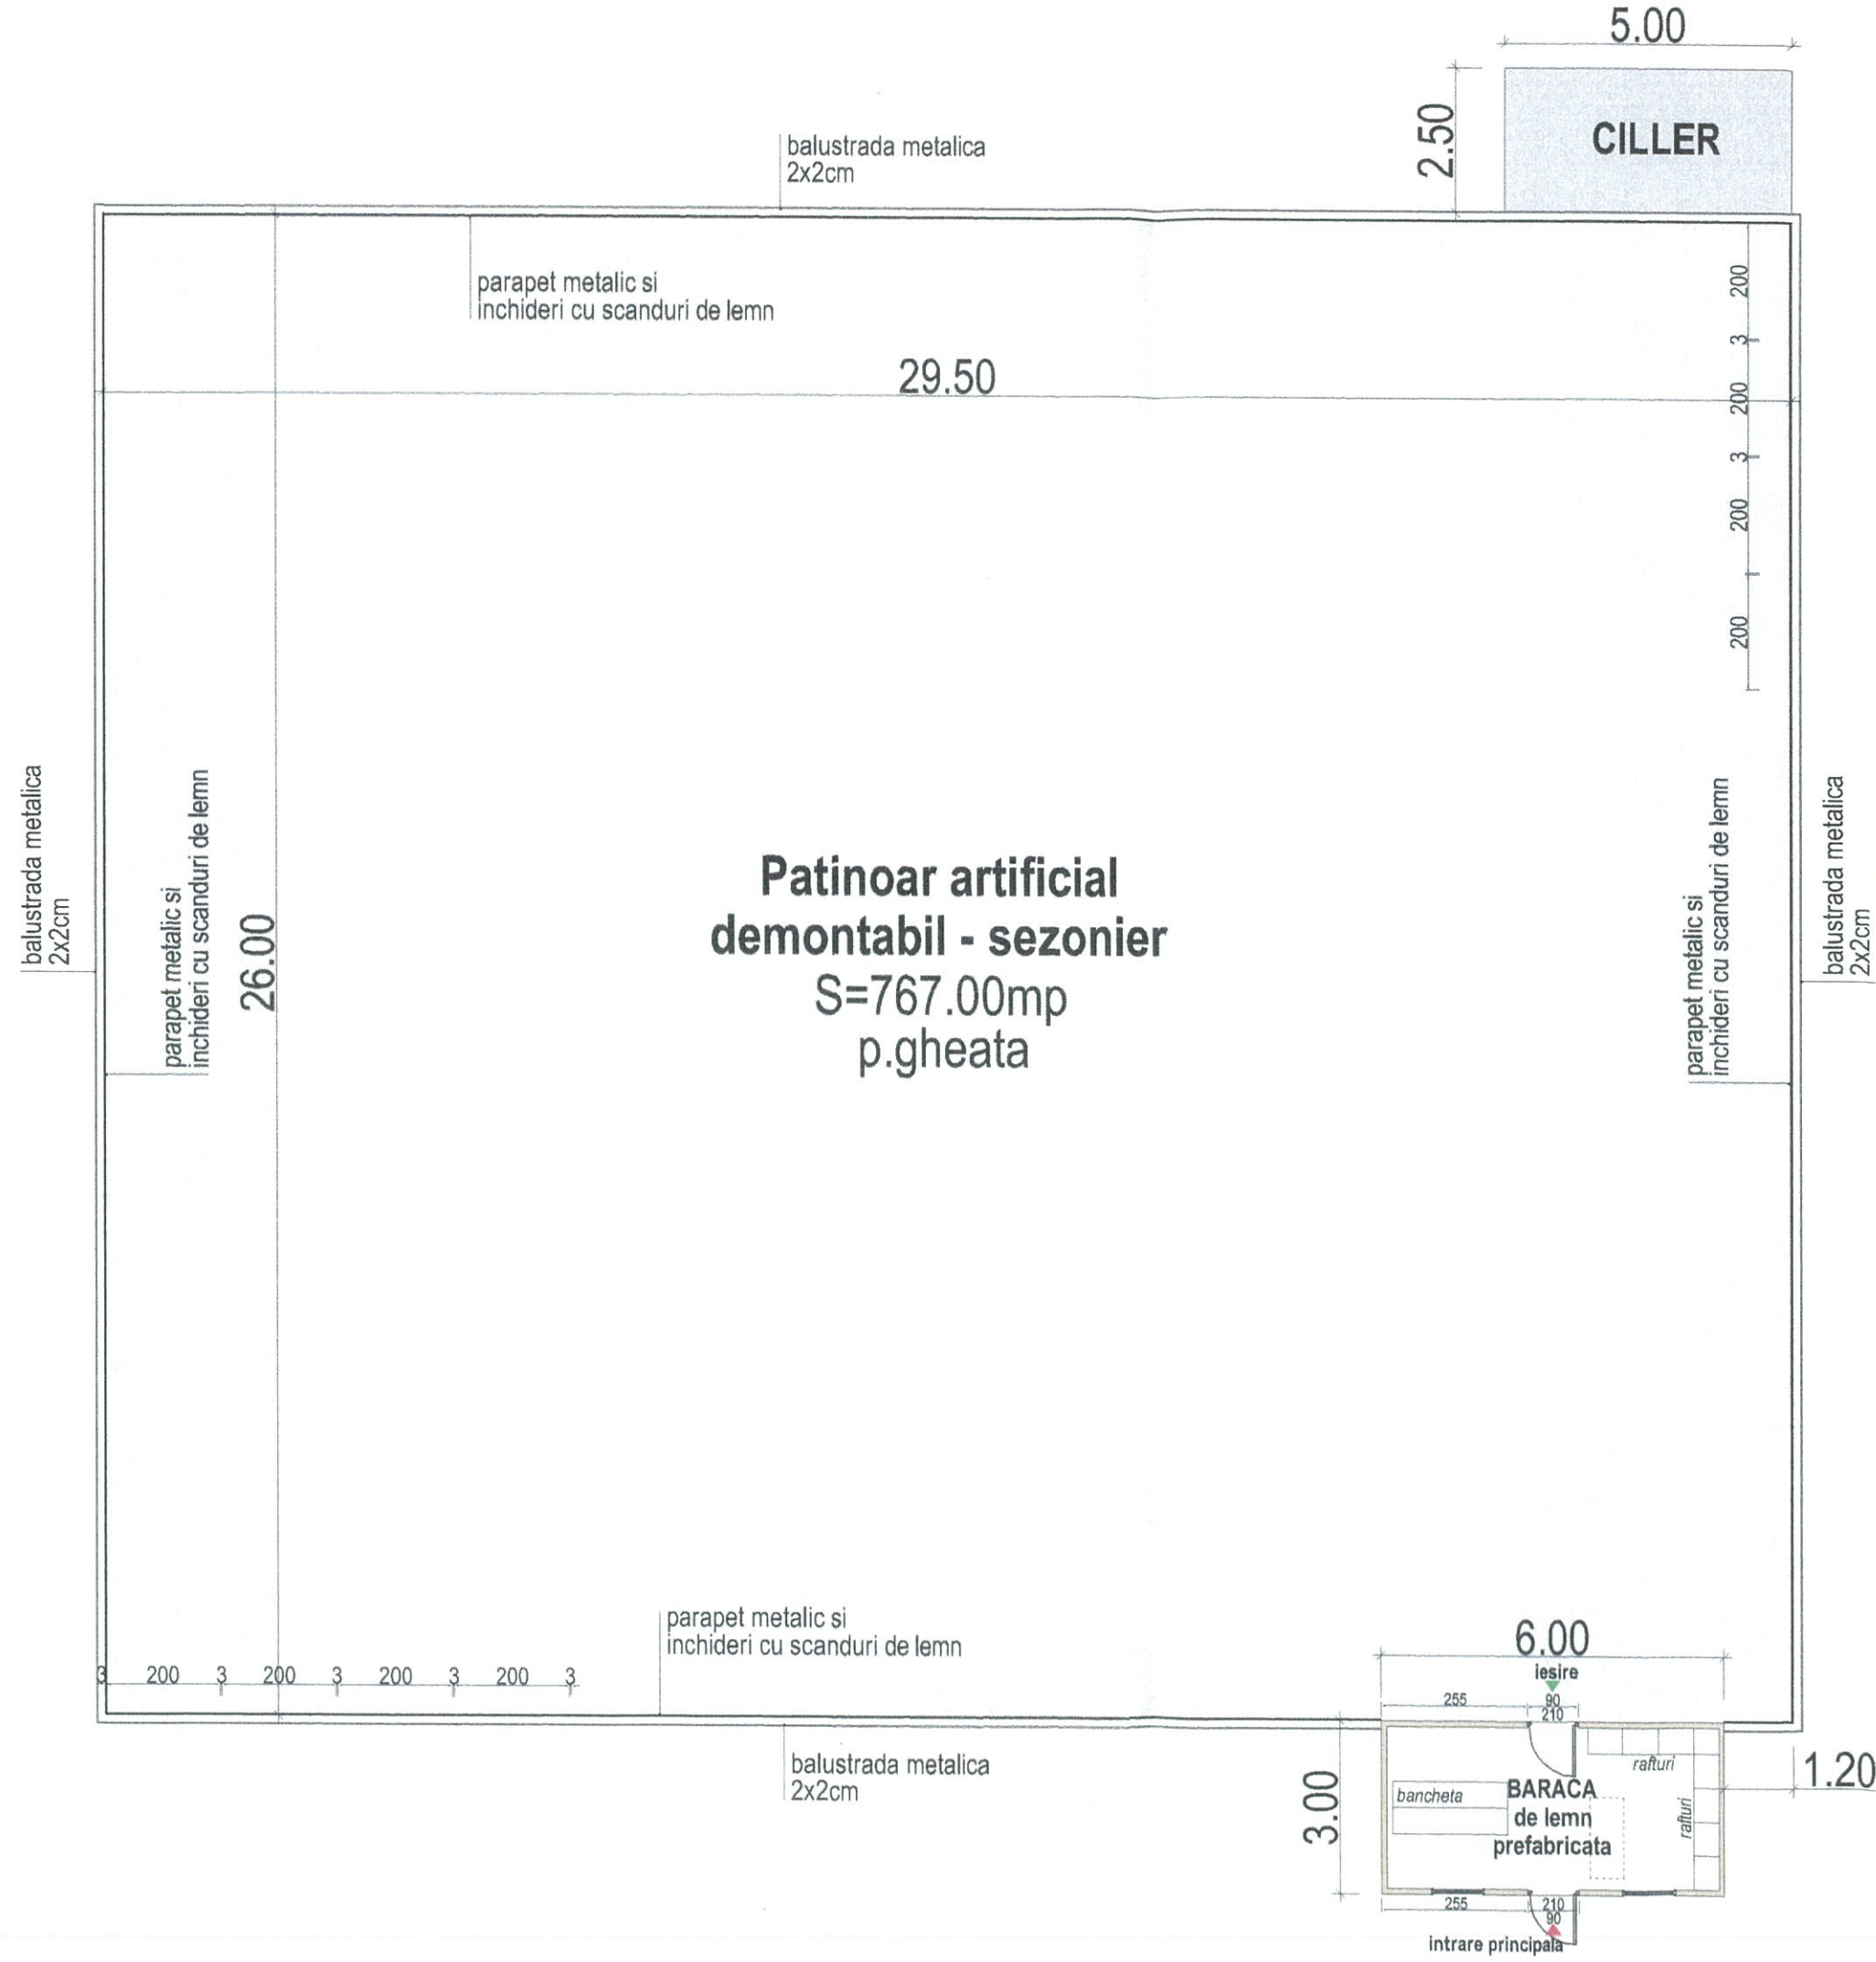 5.00
2.50
CILLER
balustrada metalica
2x2cm
parapet metalic si
inchideri cu scanduri de lemn
29.50
200
3
200
3
200
200
balustrada metalica
2x2cm
parapet metalic si
inchideri cu scanduri de lemn
26.00
Patinoar artificial
demontabil - sezonier
S=767.00mp
p.gheata
parapet metalic si
inchideri cu scanduri de lemn
balustrada metalica
2x2cm
parapet metalic si
inchideri cu scanduri de lemn
3 200 3 200 3 200 3 200 3
6.00
iesire
255 90
210
balustrada metalica
2x2cm
3.00
1.20
rafturi
bancheta
BARACA
de lemn
prefabricata
rafturi
255 210
90
intrare principala